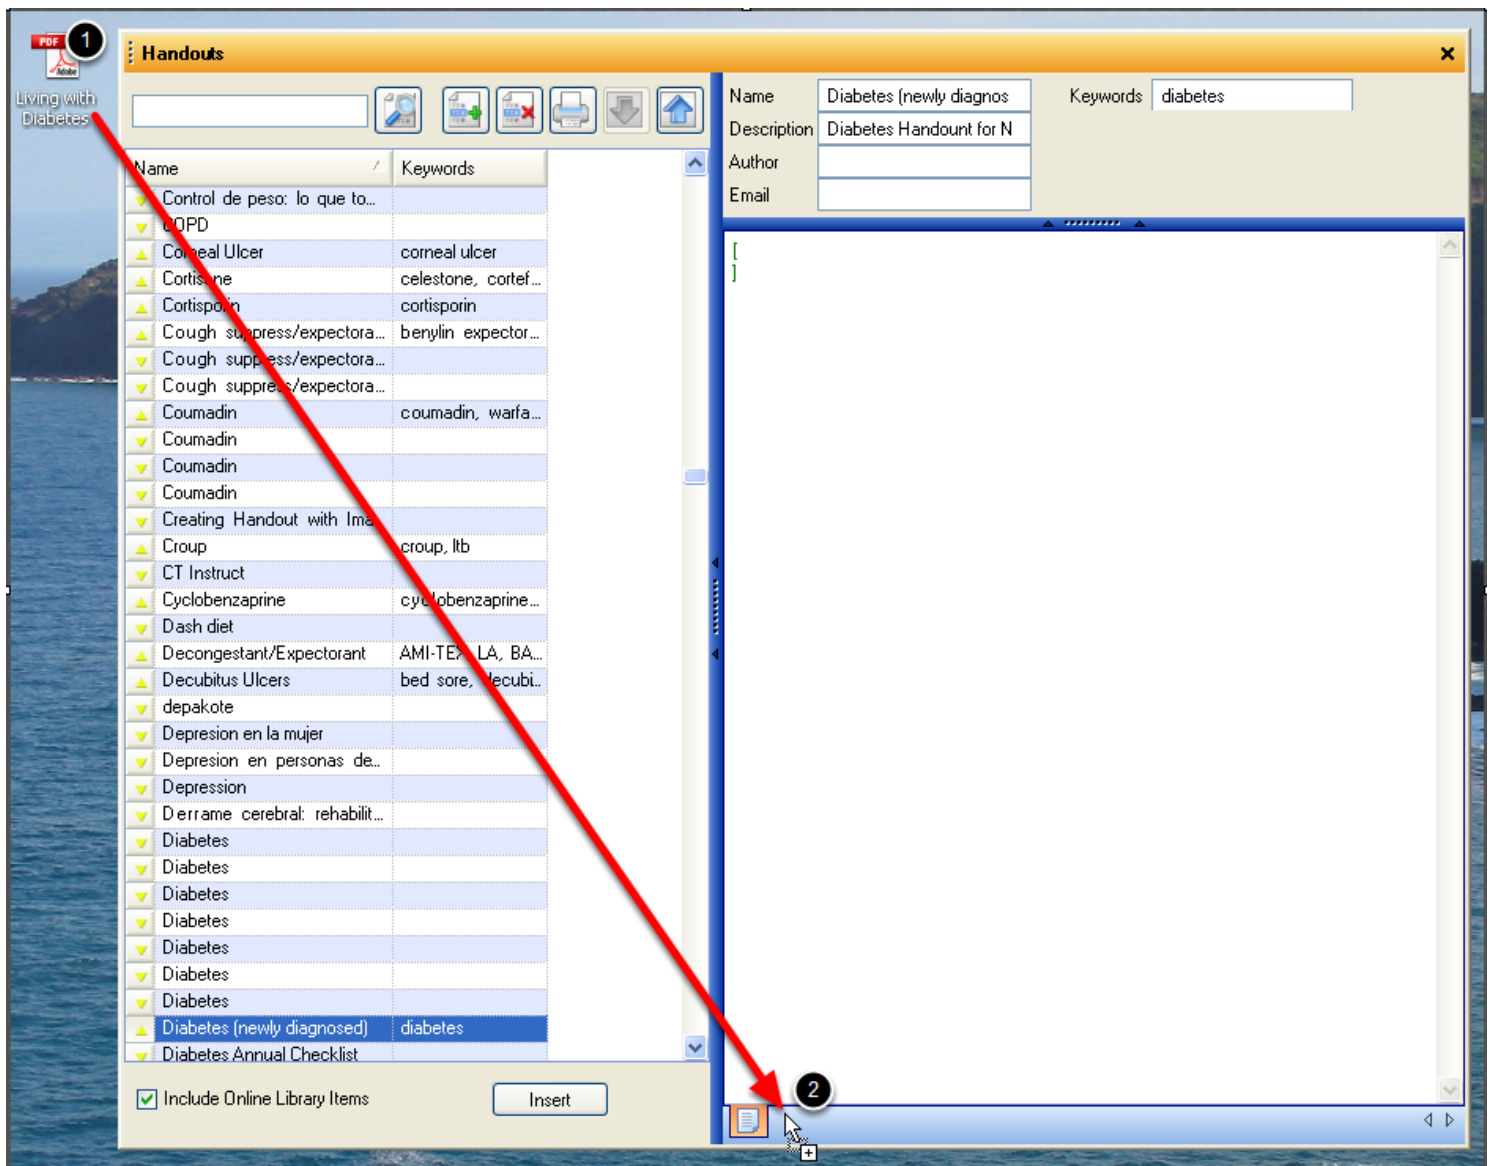 PDF
1
Adobe
Living with
Diabetes
Handouts
Name Keywords
Control de peso: lo que to...
COPD
Corneal Ulcer corneal ulcer
Cortisone celestone, cortef...
Cortisporin cortisporin
Cough suppress/expectora... benylin expector...
Cough suppress/expectora...
Cough suppress/expectora...
Coumadin coumadin, warfa...
Coumadin
Coumadin
Coumadin
Creating Handout with Ima
Croup croup, ltb
CT Instruct
Cyclobenzaprine cyclobenzaprine...
Dash diet
Decongestant/Expectorant AMI-TEX LA, BA...
Decubitus Ulcers bed sore, decubi...
depakote
Depresion en la mujer
Depresion en personas de...
Depression
Derrame cerebral: rehabilit...
Diabetes
Diabetes
Diabetes
Diabetes
Diabetes
Diabetes
Diabetes
Diabetes (newly diagnosed) diabetes
Diabetes Annual Checklist
Include Online Library Items Insert
Name Diabetes (newly diagnos Keywords diabetes
Description Diabetes Handount for N
Author
Email
[
]
2